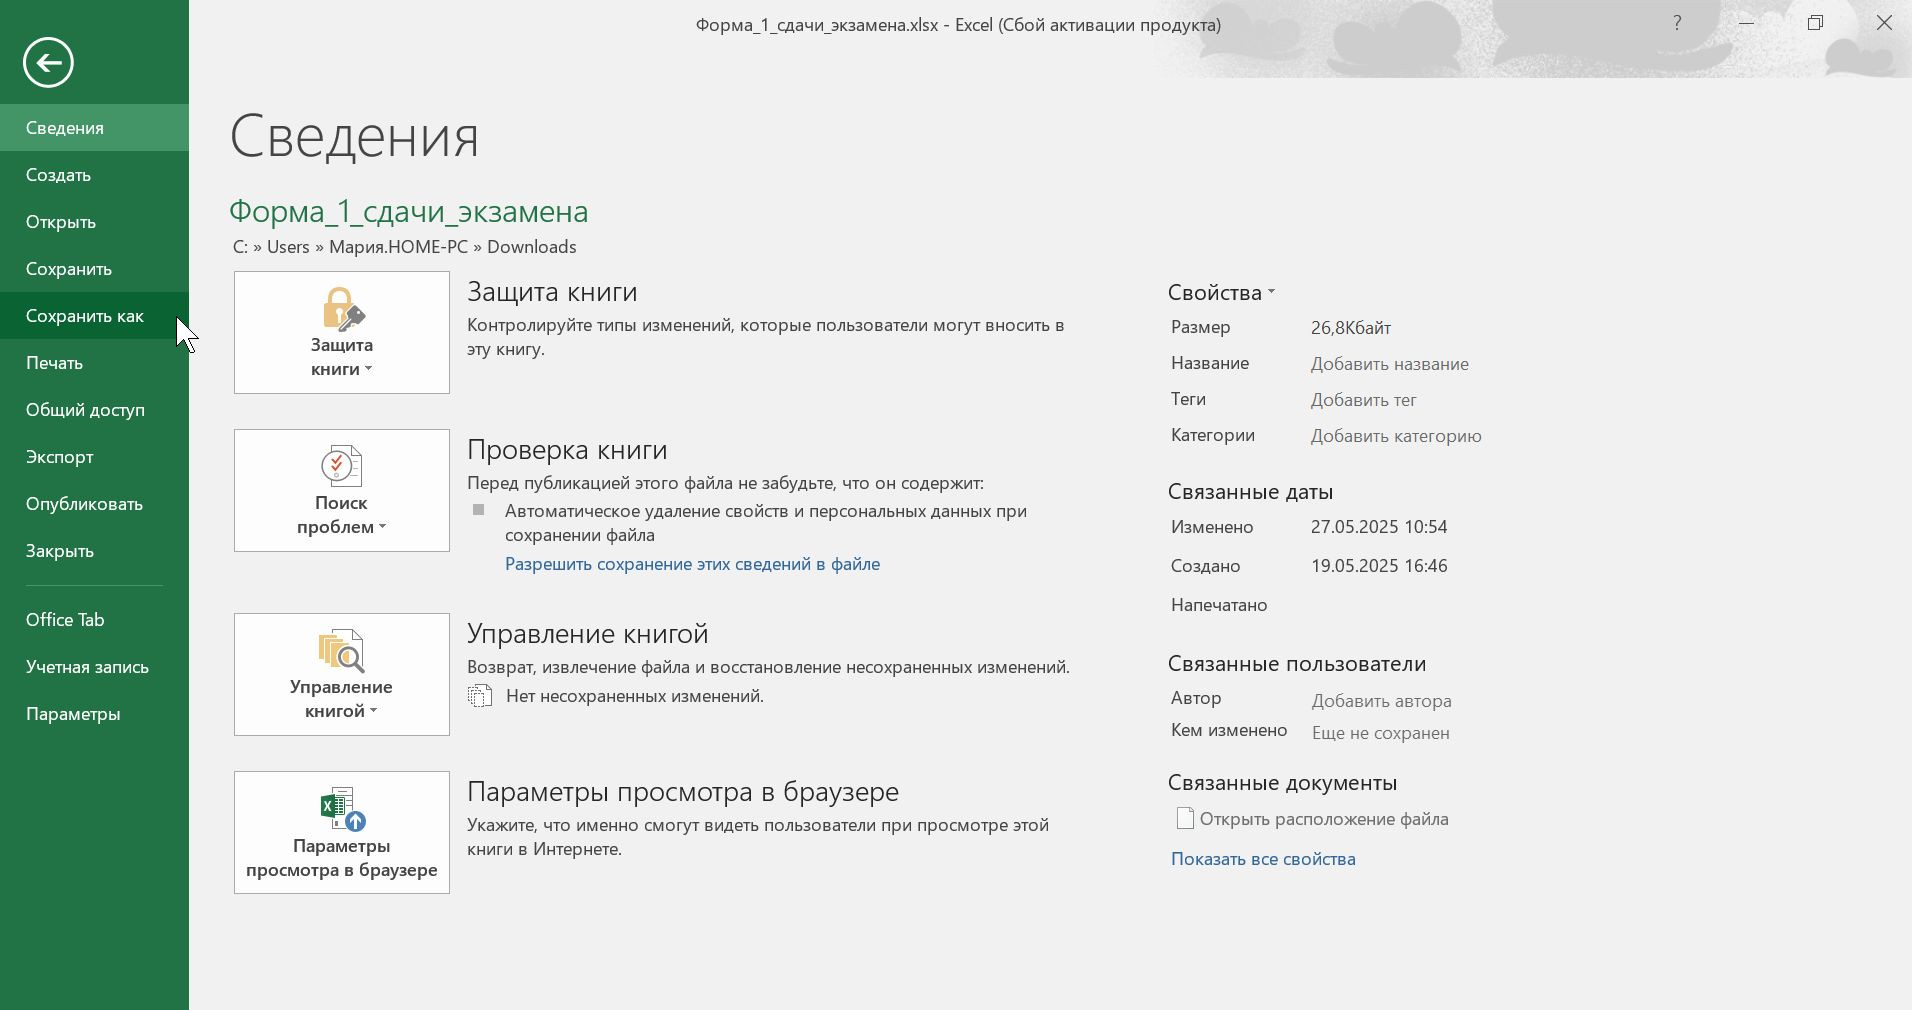 Форма_1_сдачи_экзамена.xlsx - Excel (Сбой активации продукта)
?
Сведения
Создать
Открыть
Сохранить
Сохранить как
Печать
Общий доступ
Экспорт
Опубликовать
Закрыть
Office Tab
Учетная запись
Параметры
Сведения
Форма_1_сдачи_экзамена
C: » Users » Мария.HOME-PC » Downloads
Защита
книги
Защита книги
Контролируйте типы изменений, которые пользователи могут вносить в
эту книгу.
Поиск
проблем
Проверка книги
Перед публикацией этого файла не забудьте, что он содержит:
Автоматическое удаление свойств и персональных данных при
сохранении файла
Разрешить сохранение этих сведений в файле
Управление
книгой
Управление книгой
Возврат, извлечение файла и восстановление несохраненных изменений.
Нет несохраненных изменений.
Параметры
просмотра в браузере
Параметры просмотра в браузере
Укажите, что именно смогут видеть пользователи при просмотре этой
книги в Интернете.
Свойства
Размер 26,8Кбайт
Название Добавить название
Теги Добавить тег
Категории Добавить категорию
Связанные даты
Изменено 27.05.2025 10:54
Создано 19.05.2025 16:46
Напечатано
Связанные пользователи
Автор Добавить автора
Кем изменено Еще не сохранен
Связанные документы
Открыть расположение файла
Показать все свойства